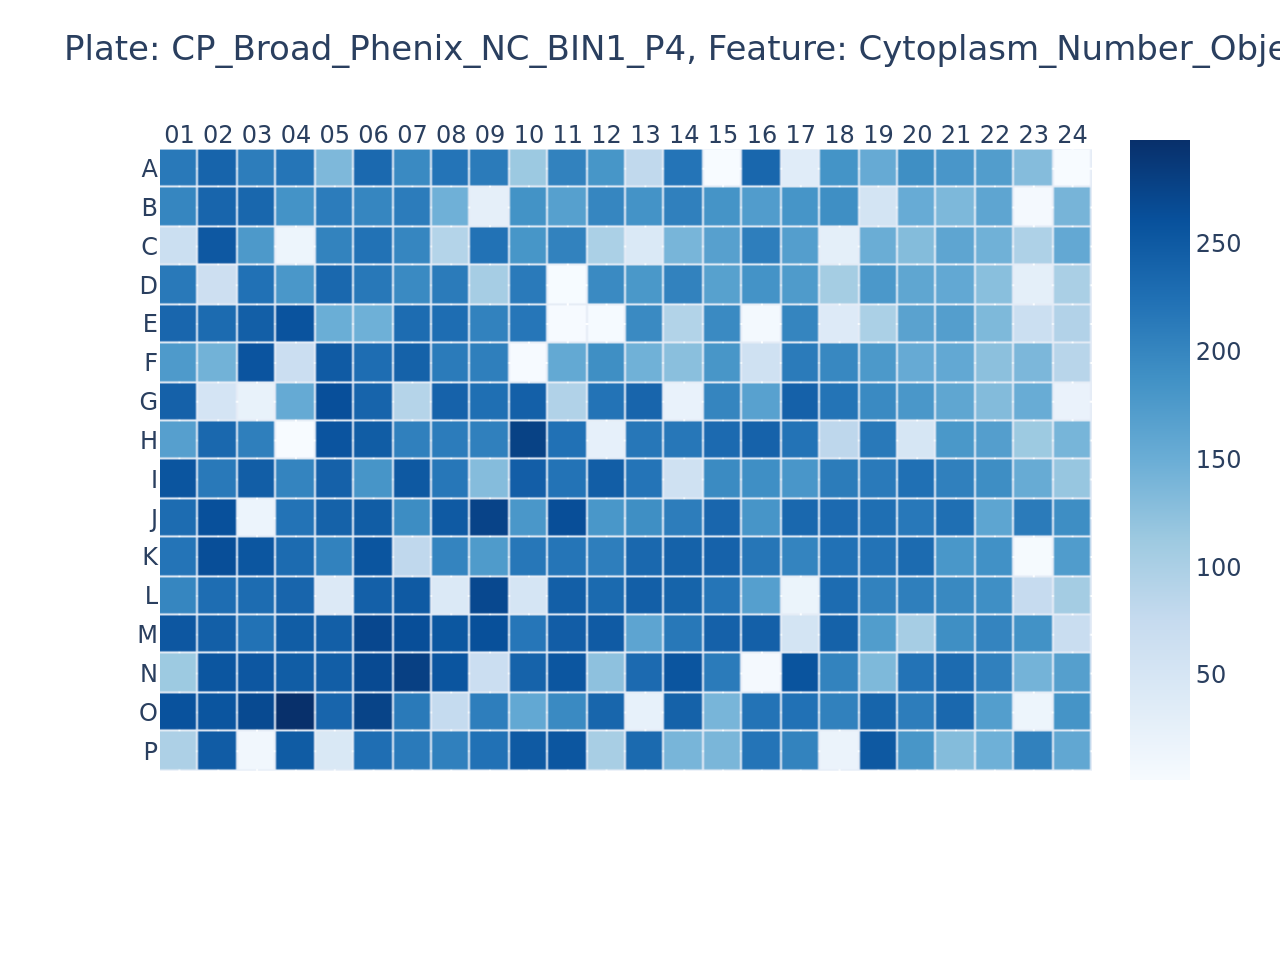 Plate: CP_Broad_Phenix_NC_BIN1_P4, Feature: Cytoplasm_Number_Obje
01 02 03 04 05 06 07 08 09 10 11 12 13 14 15 16 17 18 19 20 21 22 23 24
A
B
C
D
E
F
G
H
I
J
K
L
M
N
O
P
250
200
150
100
50